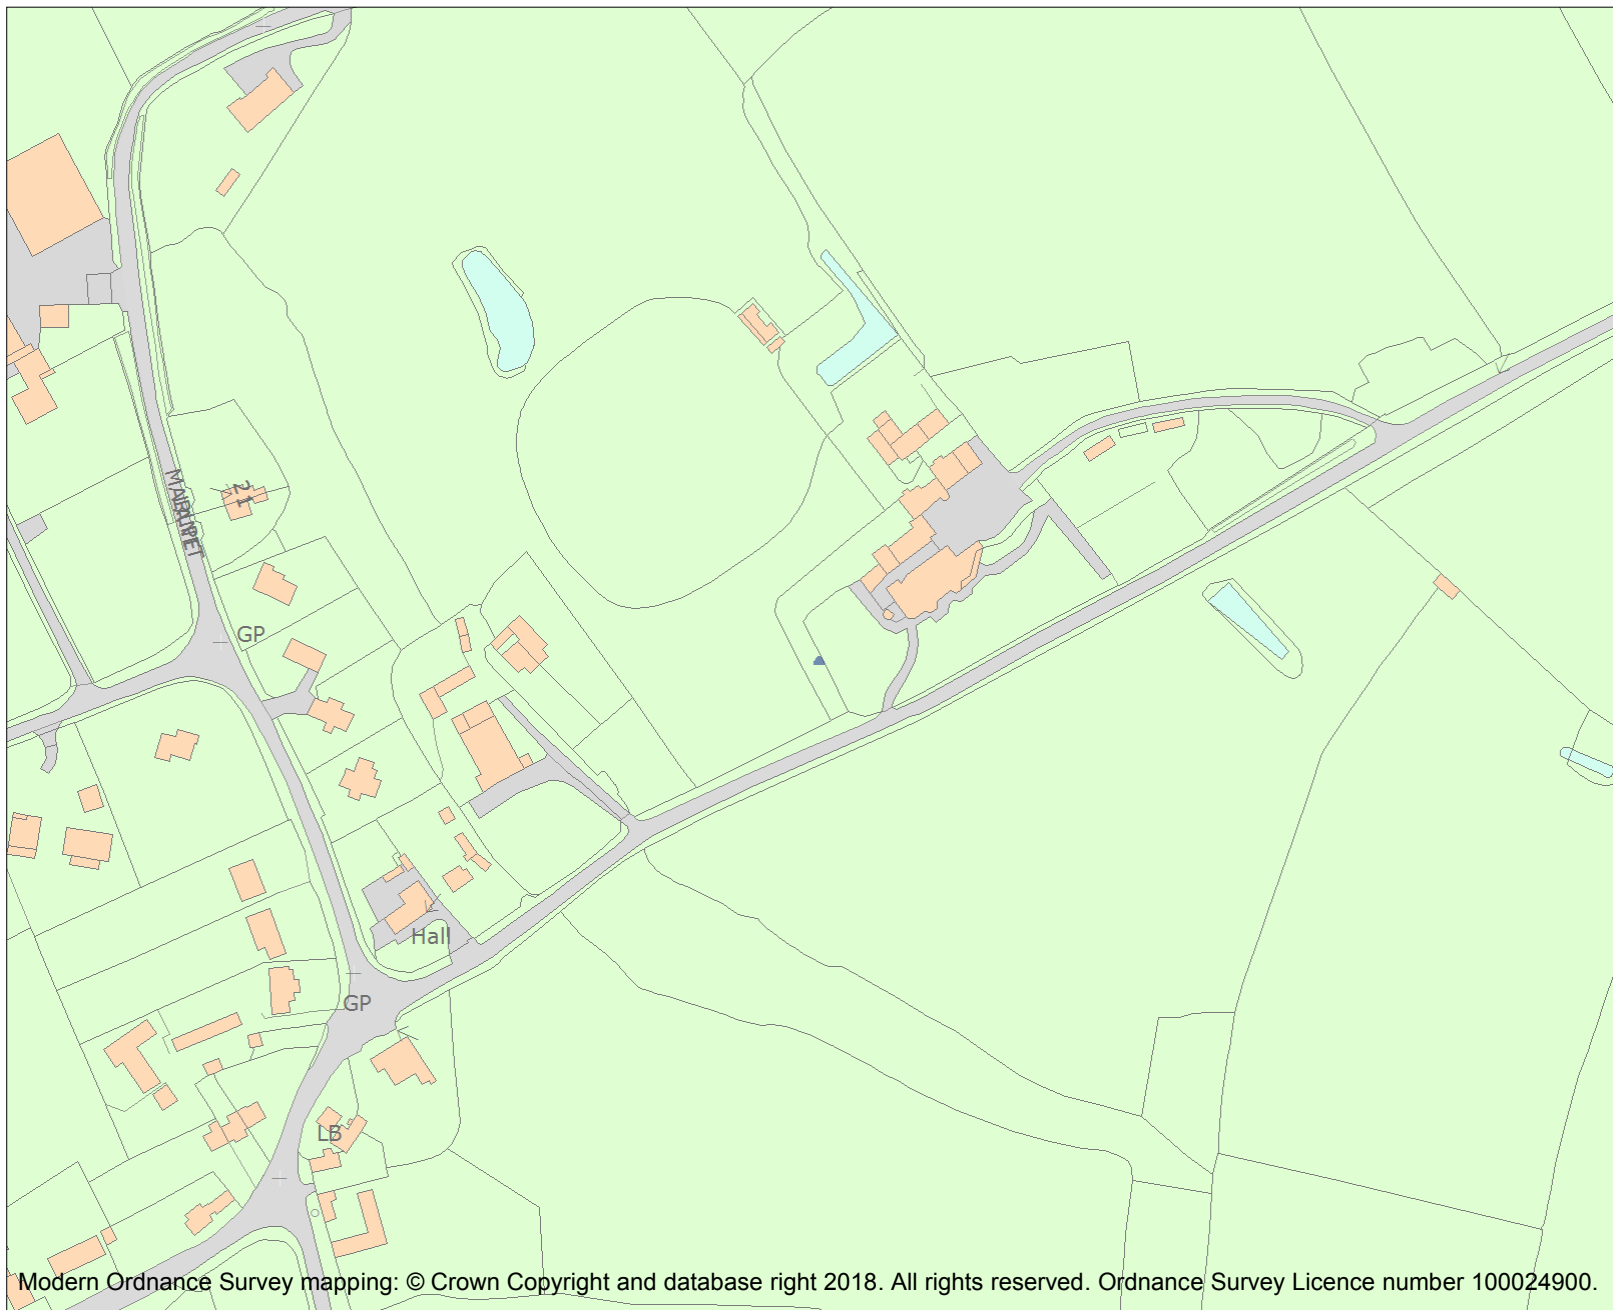 21
GP
Hall
GP
LB
Modern Ordnance Survey mapping: © Crown Copyright and database right 2018. All rights reserved. Ordnance Survey Licence number 100024900.